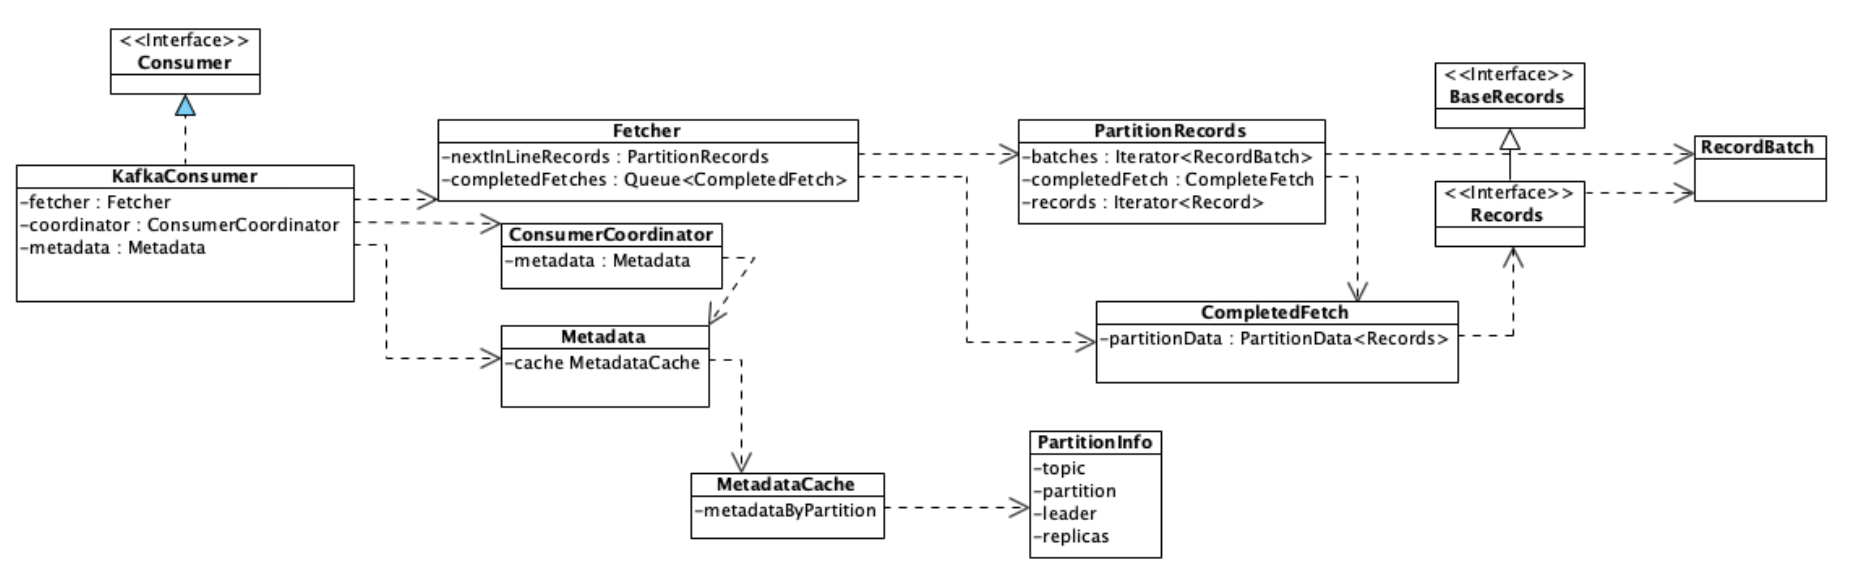 <<Interface>>
Consumer
KafkaConsumer
-fetcher : Fetcher
-coordinator : ConsumerCoordinator
-metadata : Metadata
Fetcher
-nextInLineRecords : PartitionRecords
-completedFetches : Queue<CompletedFetch>
ConsumerCoordinator
-metadata : Metadata
Metadata
-cache MetadataCache
MetadataCache
-metadataByPartition
PartitionRecords
-batches : Iterator<RecordBatch>
-completedFetch : CompleteFetch
-records : Iterator<Record>
CompletedFetch
-partitionData : PartitionData<Records>
PartitionInfo
-topic
-partition
-leader
-replicas
<<Interface>>
BaseRecords
<<Interface>>
Records
RecordBatch